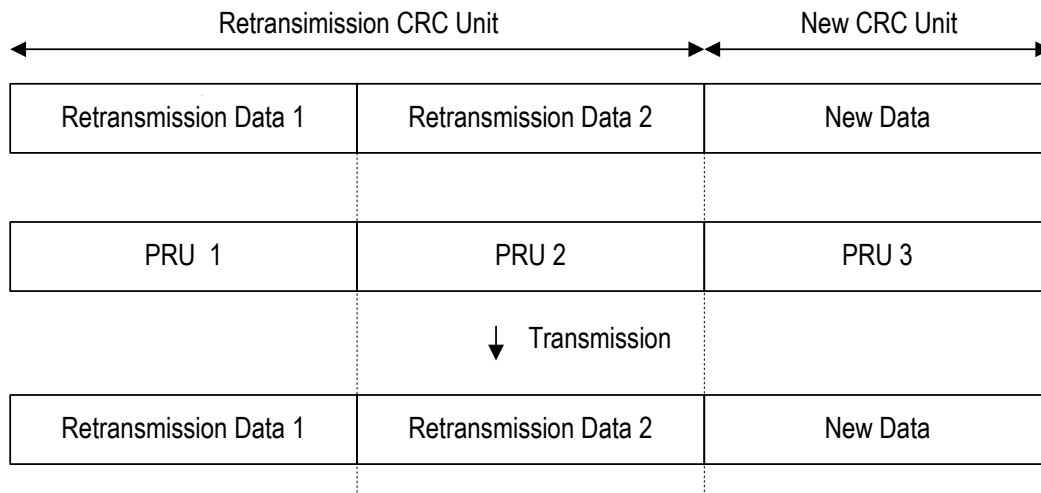 Retransimission CRC Unit New CRC Unit
Retransmission Data 1 Retransmission Data 2 New Data
PRU 1 PRU 2 PRU 3
Transmission
Retransmission Data 1 Retransmission Data 2 New Data